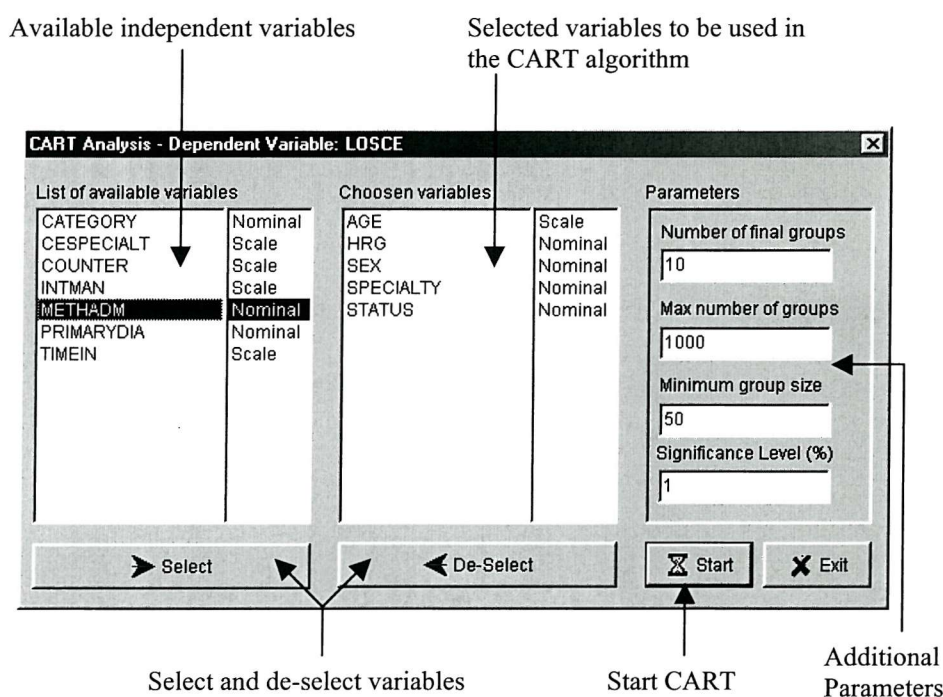 Available independent variables
Selected variables to be used in
the CART algorithm
CART Analysis - Dependent Variable: LOSCE
List of available variables
CATEGORY Nominal
CESPECIALT Scale
COUNTER Scale
INTMAN Scale
METHADM Nominal
PRIMARYDIA Nominal
TIMEIN Scale
Choosen variables
AGE Scale
HRG Nominal
SEX Nominal
SPECIALTY Nominal
STATUS Nominal
Parameters
Number of final groups
10
Max number of groups
1000
Minimum group size
50
Significance Level (%)
1
Select
De-Select
Start
Exit
Select and de-select variables
Start CART
Additional
Parameters